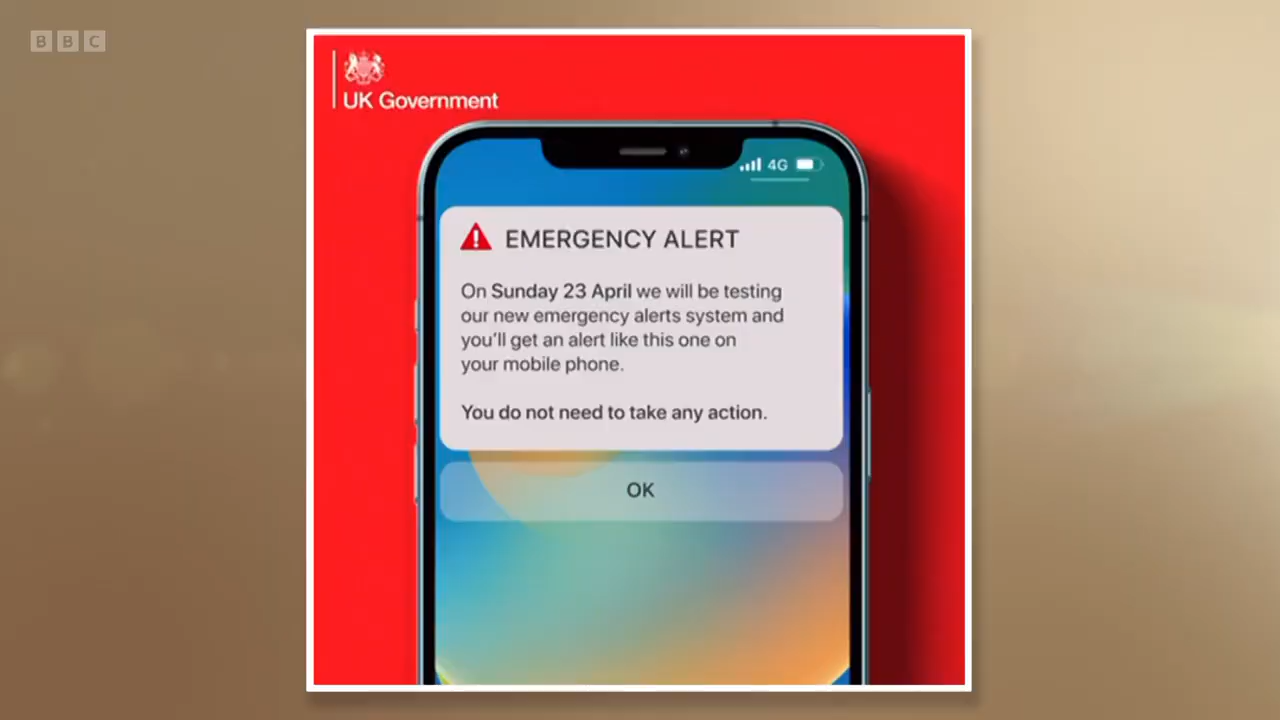 BBC
UK Government
4G
EMERGENCY ALERT
On Sunday 23 April we will be testing
our new emergency alerts system and
you'll get an alert like this one on
your mobile phone.
You do not need to take any action.
OK